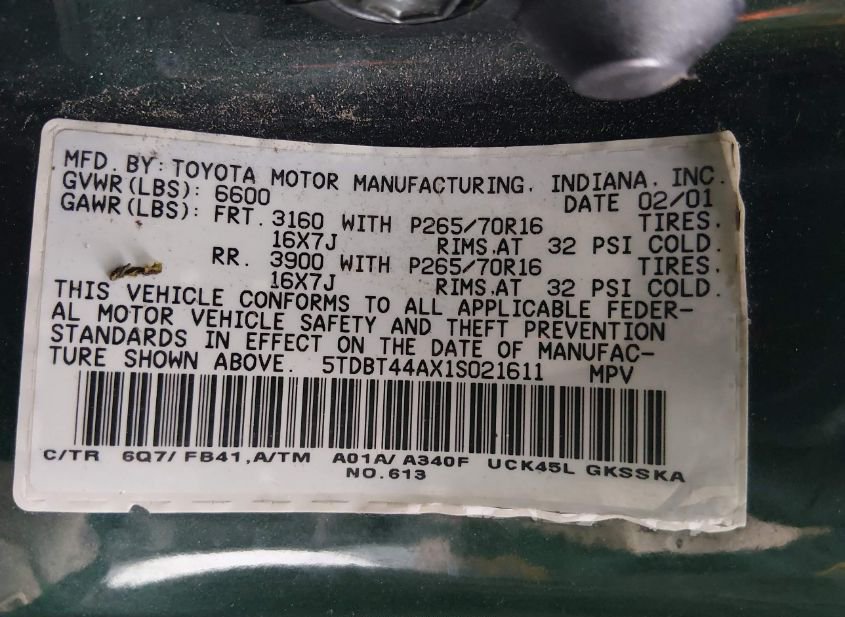 MFD. BY: TOYOTA MOTOR MANUFACTURING, INDIANA, INC.
GVWR(LBS): 6600 DATE 02/01
GAWR(LBS): FRT. 3160 WITH P265/70R16 TIRES,
16X7J RIMS,AT 32 PSI COLD.
RR. 3900 WITH P265/70R16 TIRES,
16X7J RIMS,AT 32 PSI COLD.
THIS VEHICLE CONFORMS TO ALL APPLICABLE FEDER-
AL MOTOR VEHICLE SAFETY AND THEFT PREVENTION
STANDARDS IN EFFECT ON THE DATE OF MANUFAC-
TURE SHOWN ABOVE. 5TDBT44AX1S021611 MPV
C/TR 6Q7/FB41,A/TM A01A/A340F UCK45L GKSSKA
NO.613